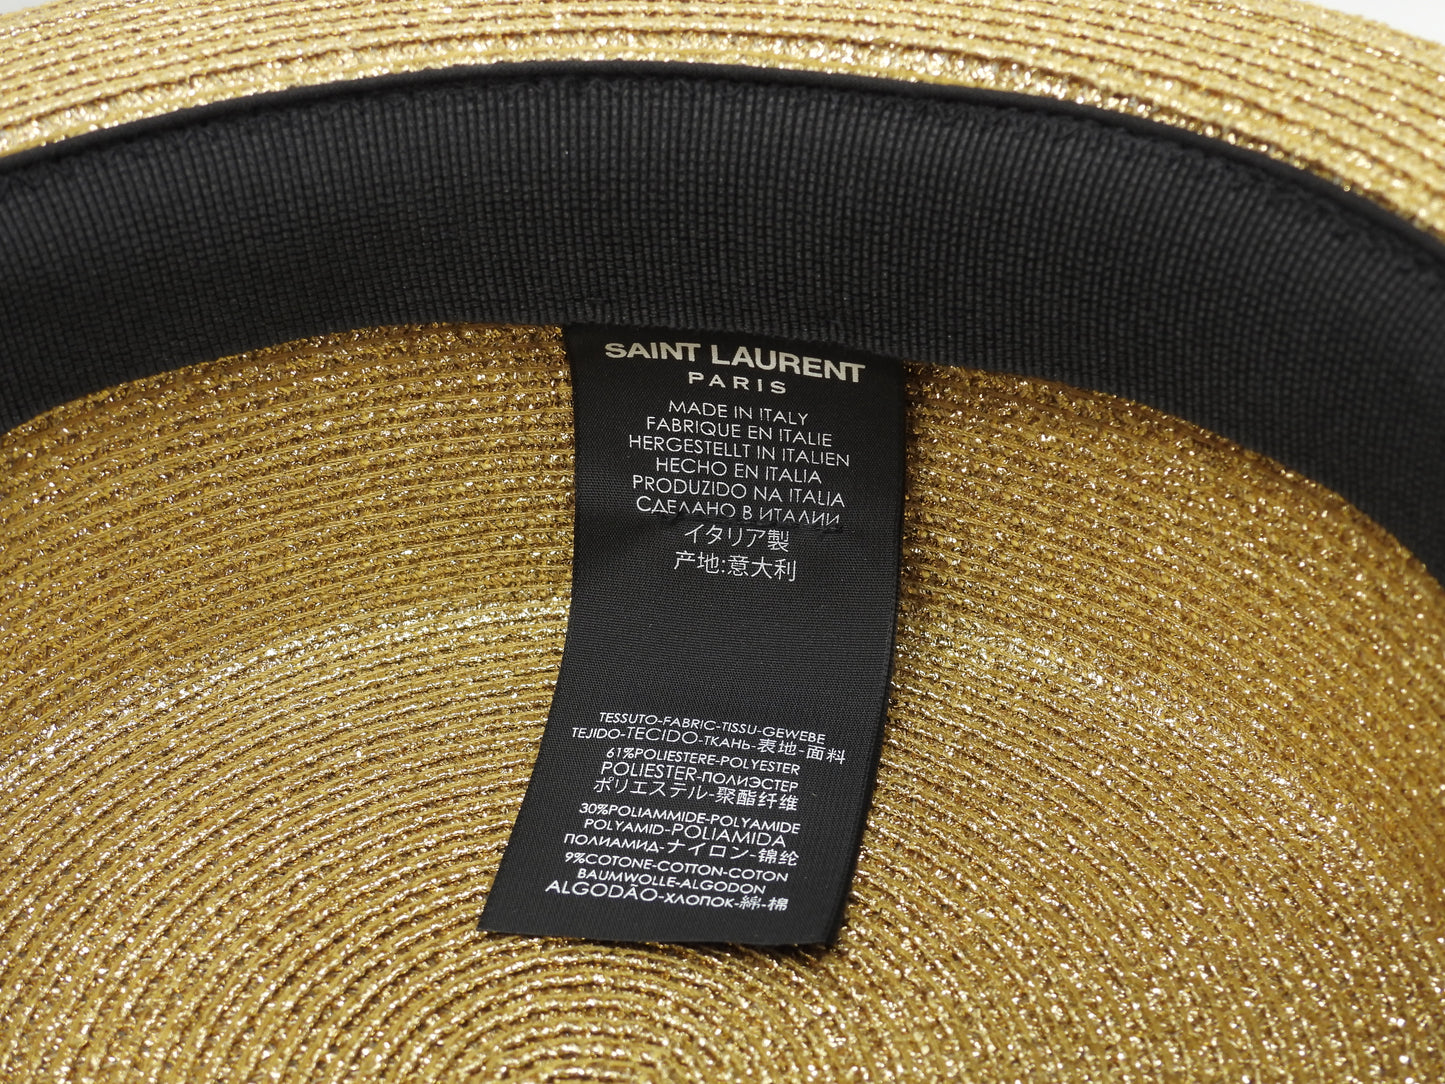 SAINT LAURENT
PARIS
MADE IN ITALY
FABRIQUE EN ITALIE
HERGESTELLT IN ITALIEN
HECHO EN ITALIA
PRODUZIDO NA ITALIA
СДЕЛАНО В ИТАЛИИ
イタリア製
产地:意大利
TESSUTO-FABRIC-TISSU-GEWEBE
TEJIDO-TECIDO-ТКАНЬ-表地-面料
61%POLIESTERE-POLYESTER
POLIESTER-ПОЛИЭСТЕР
ポリエステル-聚酯纤维
30%POLIAMMIDE-POLYAMIDE
POLYAMID-POLIAMIDA
ПОЛИАМИД-ナイロン-锦纶
9%COTONE-COTTON-COTON
BAUMWOLLE-ALGODON
ALGODÃO-ХЛОПОК-綿-棉